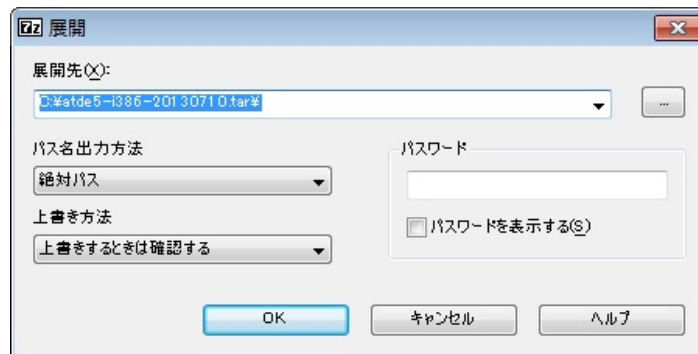 7z 展開
展開先(X):
C:¥atde5-i386-20130710.tar¥
...
パス名出力方法
絶対パス
上書き方法
上書きするときは確認する
パスワード
パスワードを表示する(S)
OK
キャンセル
ヘルプ